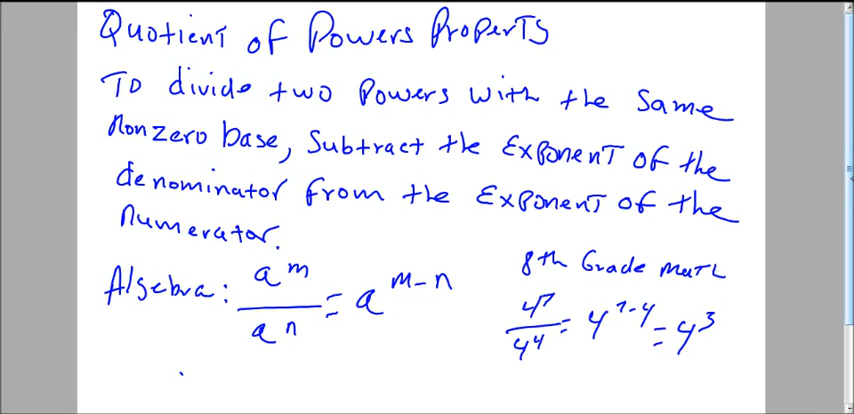 Quotient of Powers Property
To divide two Powers with the same
nonzero base, Subtract the Exponent of the
denominator from the Exponent of the
numerator.
8th Grade Math
Algebra: a^m / a^n = a^(m-n)
4^7 / 4^4 = 4^(7-4) = 4^3